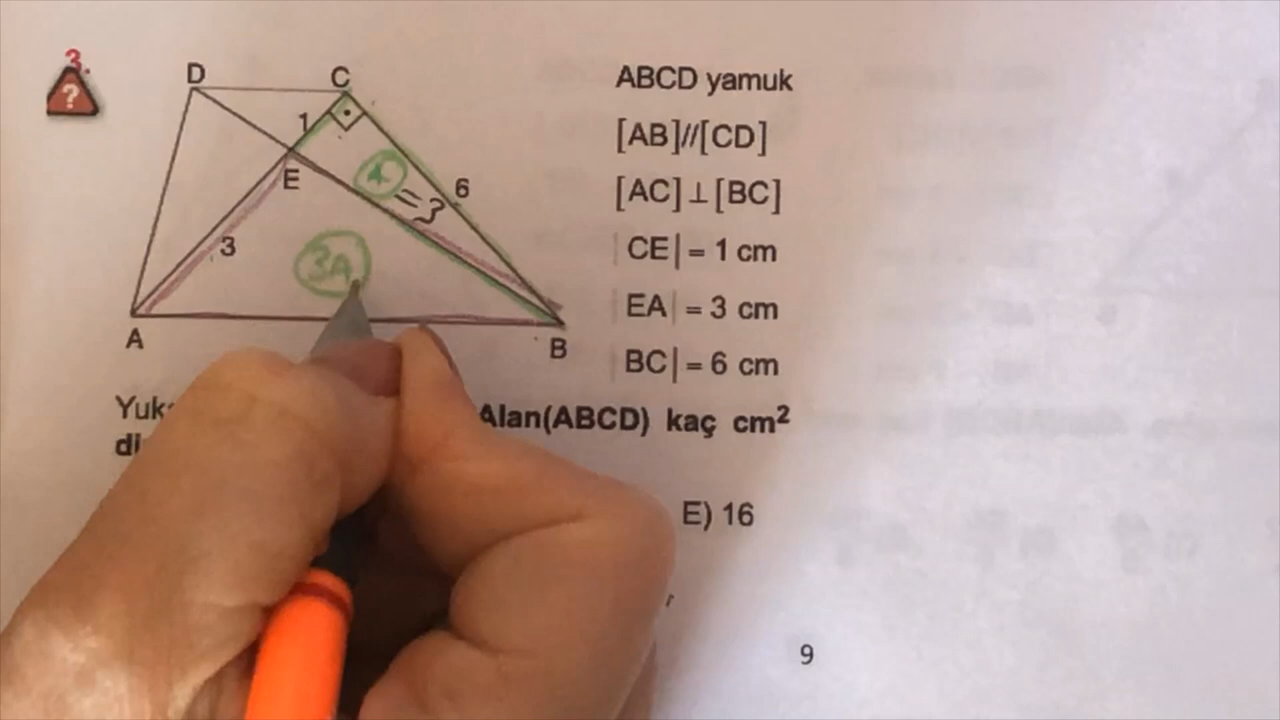 3.
?
D
C
1
E
6
A
= 3
3
3A
A
B
ABCD yamuk
[AB]//[CD]
[AC]⊥[BC]
|CE| = 1 cm
|EA| = 3 cm
|BC| = 6 cm
Alan(ABCD) kaç cm²
E) 16
9